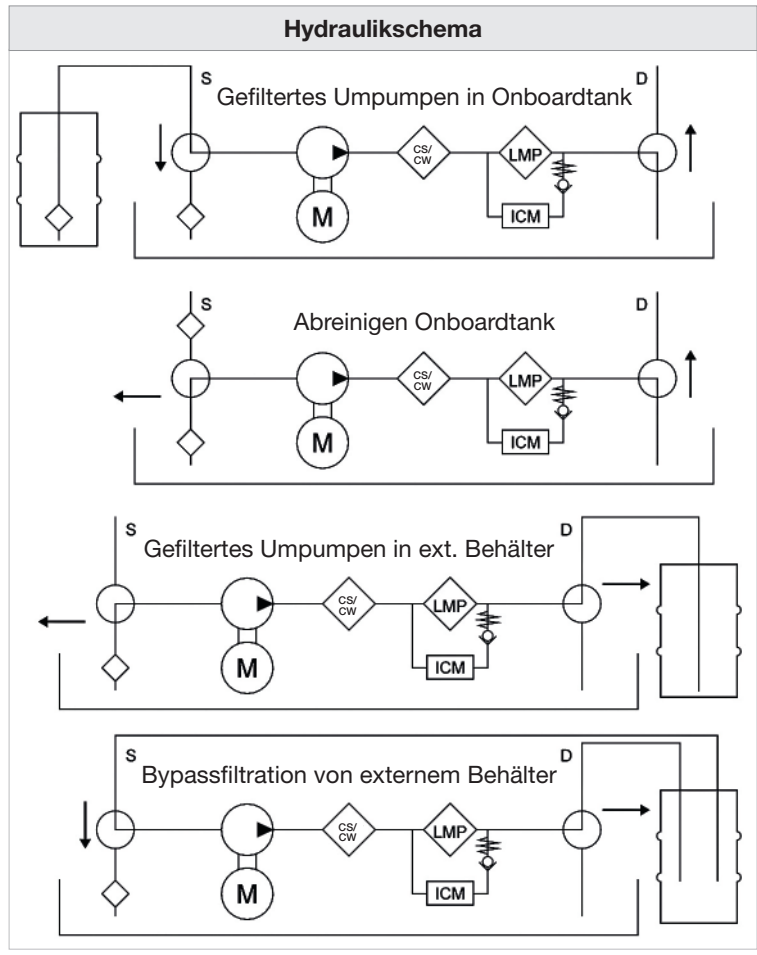 Hydraulikschema
S
D
Gefiltertes Umpumpen in Onboardtank
CS/
CW
LMP
M
ICM
S
D
Abreinigen Onboardtank
CS/
CW
LMP
M
ICM
S
D
Gefiltertes Umpumpen in ext. Behälter
CS/
CW
LMP
M
ICM
S
D
Bypassfiltration von externem Behälter
CS/
CW
LMP
M
ICM